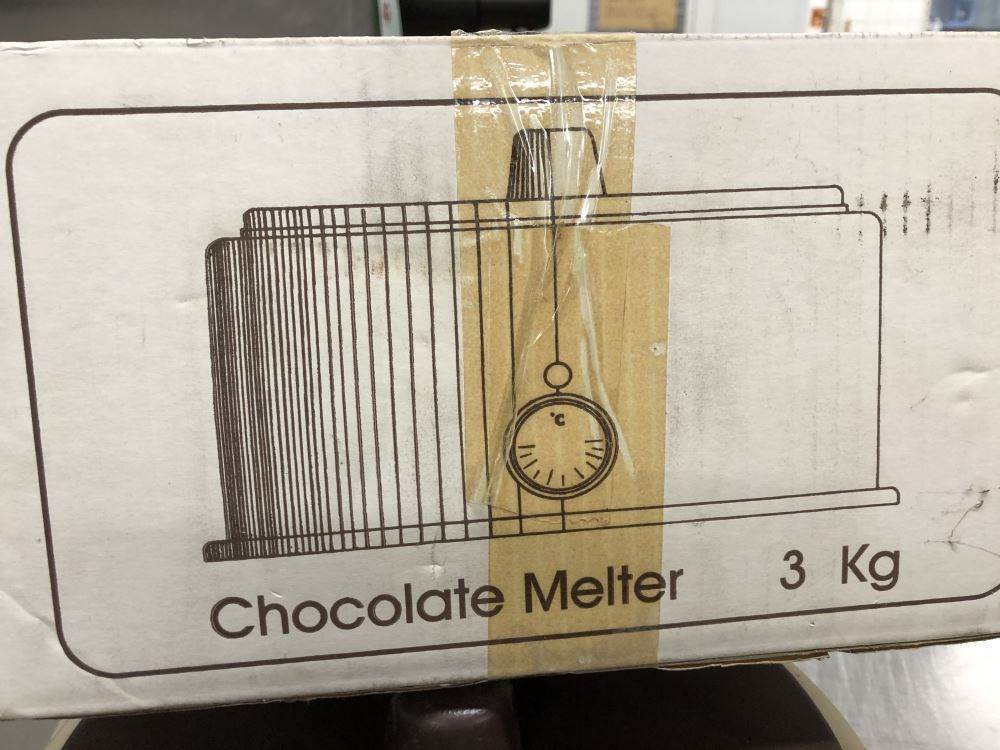 °C
Chocolate Melter 3 Kg